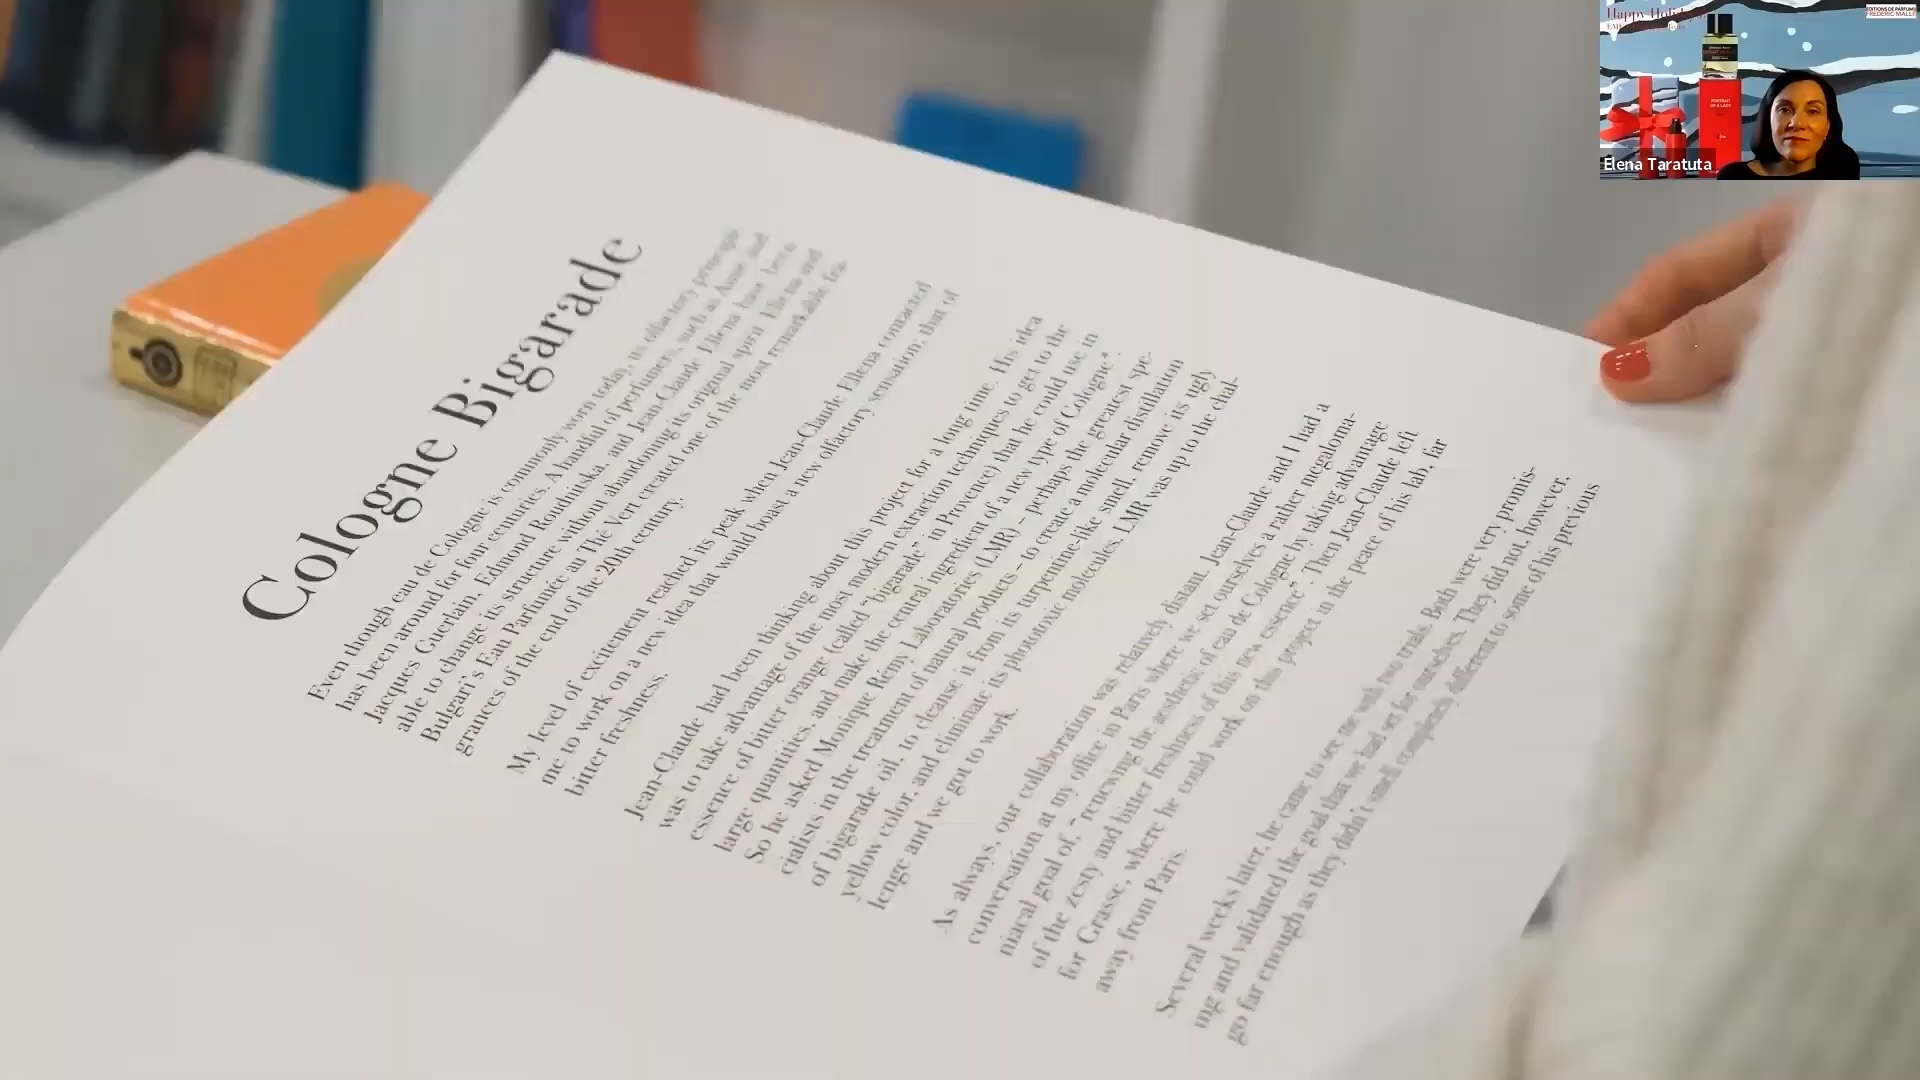 Cologne Bigarade
Even though eau de Cologne is commonly worn today, its olfactory principle
has been around for four centuries. A handful of perfumers, such as Aimé and
Jacques Guerlain, Edmond Roudnitska, and Jean-Claude Ellena have been
able to change its structure without abandoning its original spirit. Ellena and
Bulgari's Eau Parfumée au Thé Vert created one of the most remarkable fra-
grances of the end of the 20th century.
My level of excitement reached its peak when Jean-Claude Ellena contacted
me to work on a new idea that would boast a new olfactory sensation: that of
bitter freshness.
Jean-Claude had been thinking about this project for a long time. His idea
was to take advantage of the most modern extraction techniques to get to the
essence of bitter orange (called "bigarade" in Provence) that he could use in
large quantities, and make the central ingredient of a new type of Cologne".
So he asked Monique Rémy Laboratories (LMR) – perhaps the greatest spe-
cialists in the treatment of natural products – to create a molecular distillation
of bigarade oil, to cleanse it from its turpentine-like smell, remove its ugly
yellow color, and eliminate its phototoxic molecules. LMR was up to the chal-
lenge and we got to work.
As always, our collaboration was relatively distant. Jean-Claude and I had a
conversation at my office in Paris where we set ourselves a rather megaloma-
niacal goal of, "renewing the aesthetic of eau de Cologne by taking advantage
of the zesty and bitter freshness of this new essence". Then Jean-Claude left
for Grasse, where he could work on this project in the peace of his lab, far
away from Paris.
Several weeks later, he came to see me with two trials. Both were very promis-
ing and validated the goal that we had set for ourselves. They did not, however,
go far enough as they didn't smell completely different to some of his previous
Happy Holidays
EDITIONS DE PARFUMS
FREDERIC MALLE
PORTRAIT
OF A LADY
Elena Taratuta